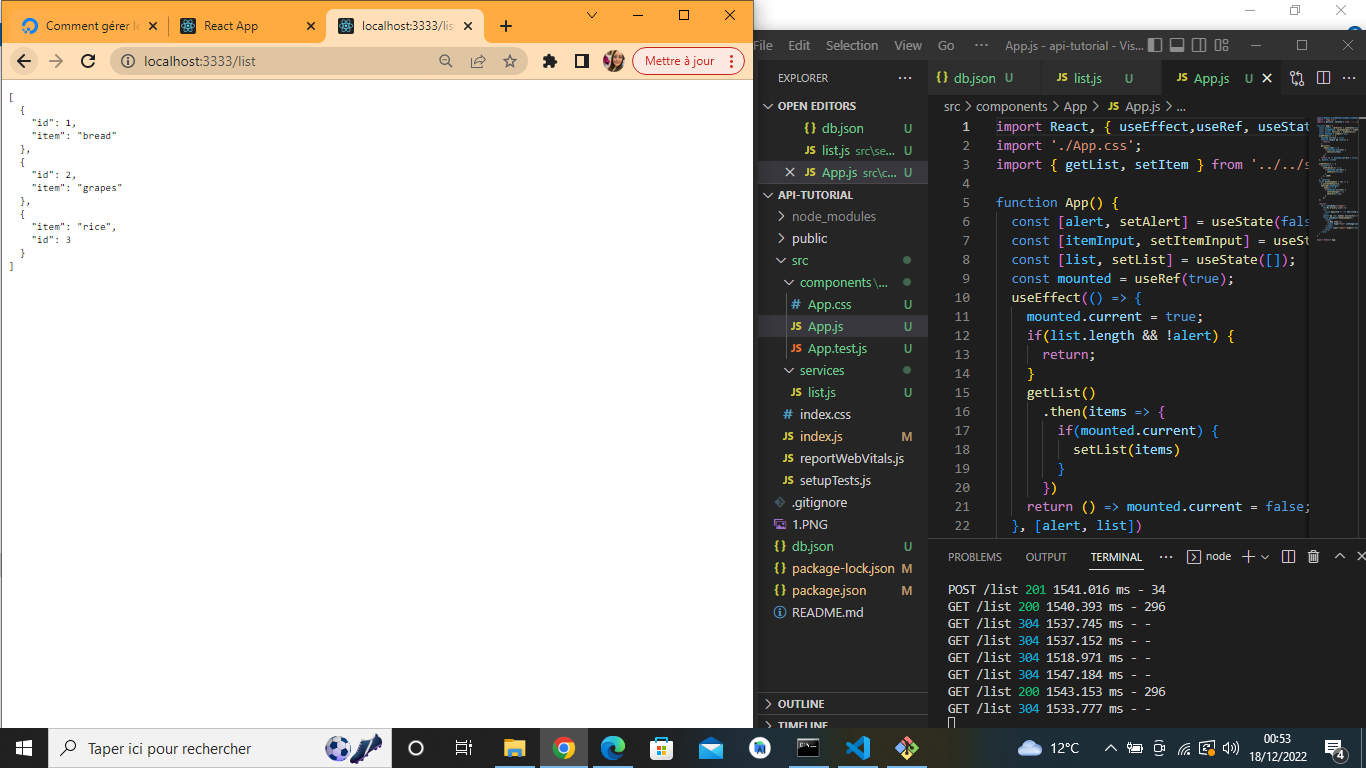 Comment gérer le
React App
localhost:3333/lis
localhost:3333/list
Mettre à jour
[
{
"id": 1,
"item": "bread"
},
{
"id": 2,
"item": "grapes"
},
{
"item": "rice",
"id": 3
}
]
File Edit Selection View Go ··· App.js - api-tutorial - Vis...
EXPLORER ···
OPEN EDITORS
db.json U
list.js src\se... U
App.js src\c... U
API-TUTORIAL
node_modules
public
src
components\...
App.css U
App.js U
App.test.js U
services
list.js U
index.css
index.js M
reportWebVitals.js
setupTests.js
.gitignore
1.PNG
db.json U
package-lock.json M
package.json M
README.md
OUTLINE
TIMELINE
db.json U
list.js U
App.js U
src > components > App > JS App.js > ...
1 import React, { useEffect,useRef, useStat
2 import './App.css';
3 import { getList, setItem } from '../../s
4
5 function App() {
6 const [alert, setAlert] = useState(fals
7 const [itemInput, setItemInput] = useSt
8 const [list, setList] = useState([]);
9 const mounted = useRef(true);
10 useEffect(() => {
11 mounted.current = true;
12 if(list.length && !alert) {
13 return;
14 }
15 getList()
16 .then(items => {
17 if(mounted.current) {
18 setList(items)
19 }
20 })
21 return () => mounted.current = false;
22 }, [alert, list])
PROBLEMS OUTPUT TERMINAL ··· node
POST /list 201 1541.016 ms - 34
GET /list 200 1540.393 ms - 296
GET /list 304 1537.745 ms - -
GET /list 304 1537.152 ms - -
GET /list 304 1518.971 ms - -
GET /list 304 1547.184 ms - -
GET /list 200 1543.153 ms - 296
GET /list 304 1533.777 ms - -
Taper ici pour rechercher
12°C
00:53
18/12/2022
4